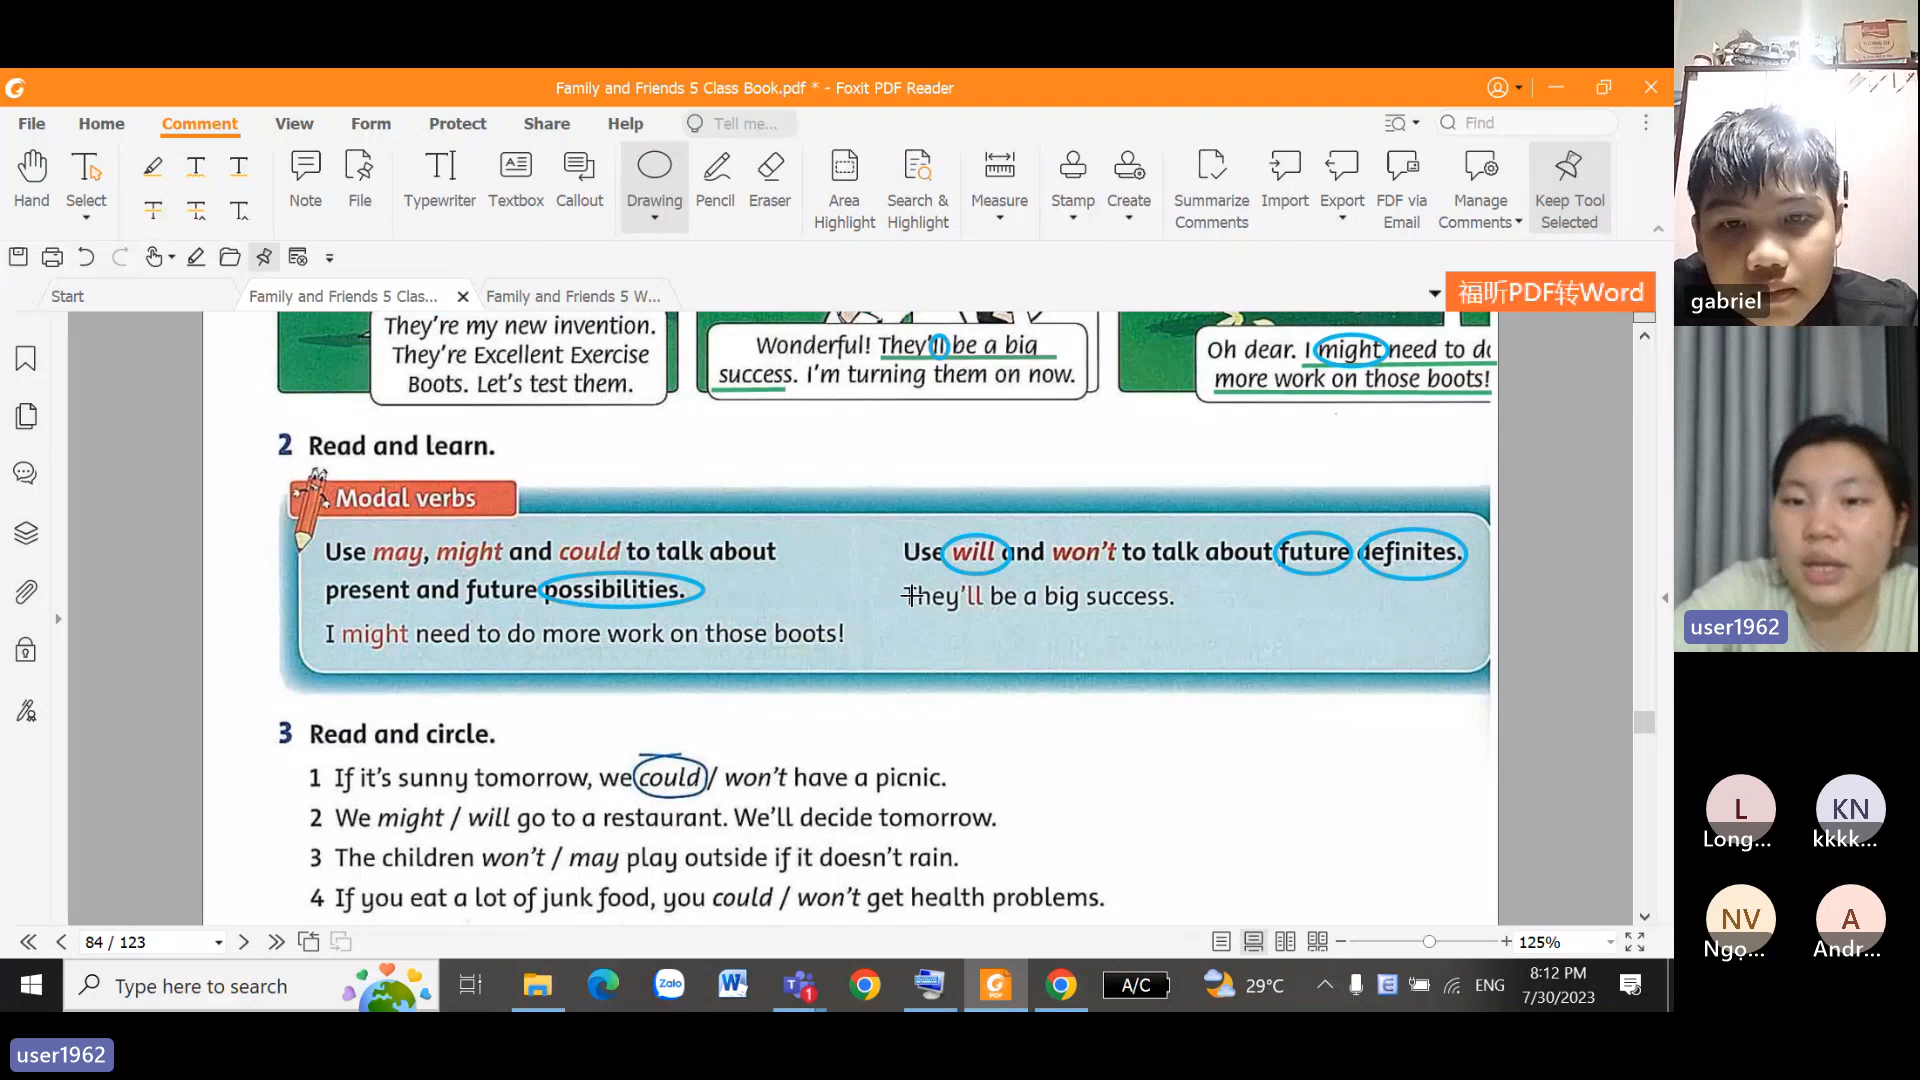 Family and Friends 5 Class Book.pdf * - Foxit PDF Reader
File Home Comment View Form Protect Share Help Tell me... Find
Hand Select Note File Typewriter Textbox Callout Drawing Pencil Eraser Area Highlight Search & Highlight Measure Stamp Create Summarize Comments Import Export FDF via Email Manage Comments Keep Tool Selected
Start Family and Friends 5 Clas... Family and Friends 5 W... 福昕PDF转Word
They're my new invention.
They're Excellent Exercise
Boots. Let's test them.
Wonderful! They'll be a big
success. I'm turning them on now.
Oh dear. I might need to do
more work on those boots!
2 Read and learn.
Modal verbs
Use may, might and could to talk about
present and future possibilities.
I might need to do more work on those boots!
Use will and won't to talk about future definites.
They'll be a big success.
3 Read and circle.
1 If it's sunny tomorrow, we could / won't have a picnic.
2 We might / will go to a restaurant. We'll decide tomorrow.
3 The children won't / may play outside if it doesn't rain.
4 If you eat a lot of junk food, you could / won't get health problems.
84 / 123
125%
Type here to search
Zalo
A/C
29°C
ENG
8:12 PM
7/30/2023
user1962
gabriel
user1962
L
Long...
KN
kkkk...
NV
Ngọ...
A
Andr...